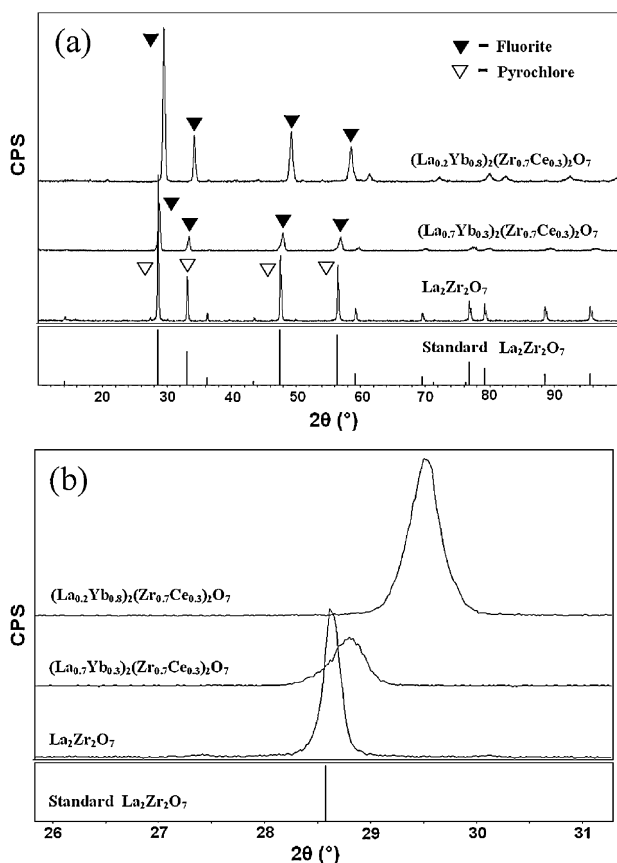 (a)
▼ – Fluorite
▽ – Pyrochlore
CPS
(La0.2Yb0.8)2(Zr0.7Ce0.3)2O7
(La0.7Yb0.3)2(Zr0.7Ce0.3)2O7
La2Zr2O7
Standard La2Zr2O7
20 30 40 50 60 70 80 90
2θ (°)
(b)
CPS
(La0.2Yb0.8)2(Zr0.7Ce0.3)2O7
(La0.7Yb0.3)2(Zr0.7Ce0.3)2O7
La2Zr2O7
Standard La2Zr2O7
26 27 28 29 30 31
2θ (°)